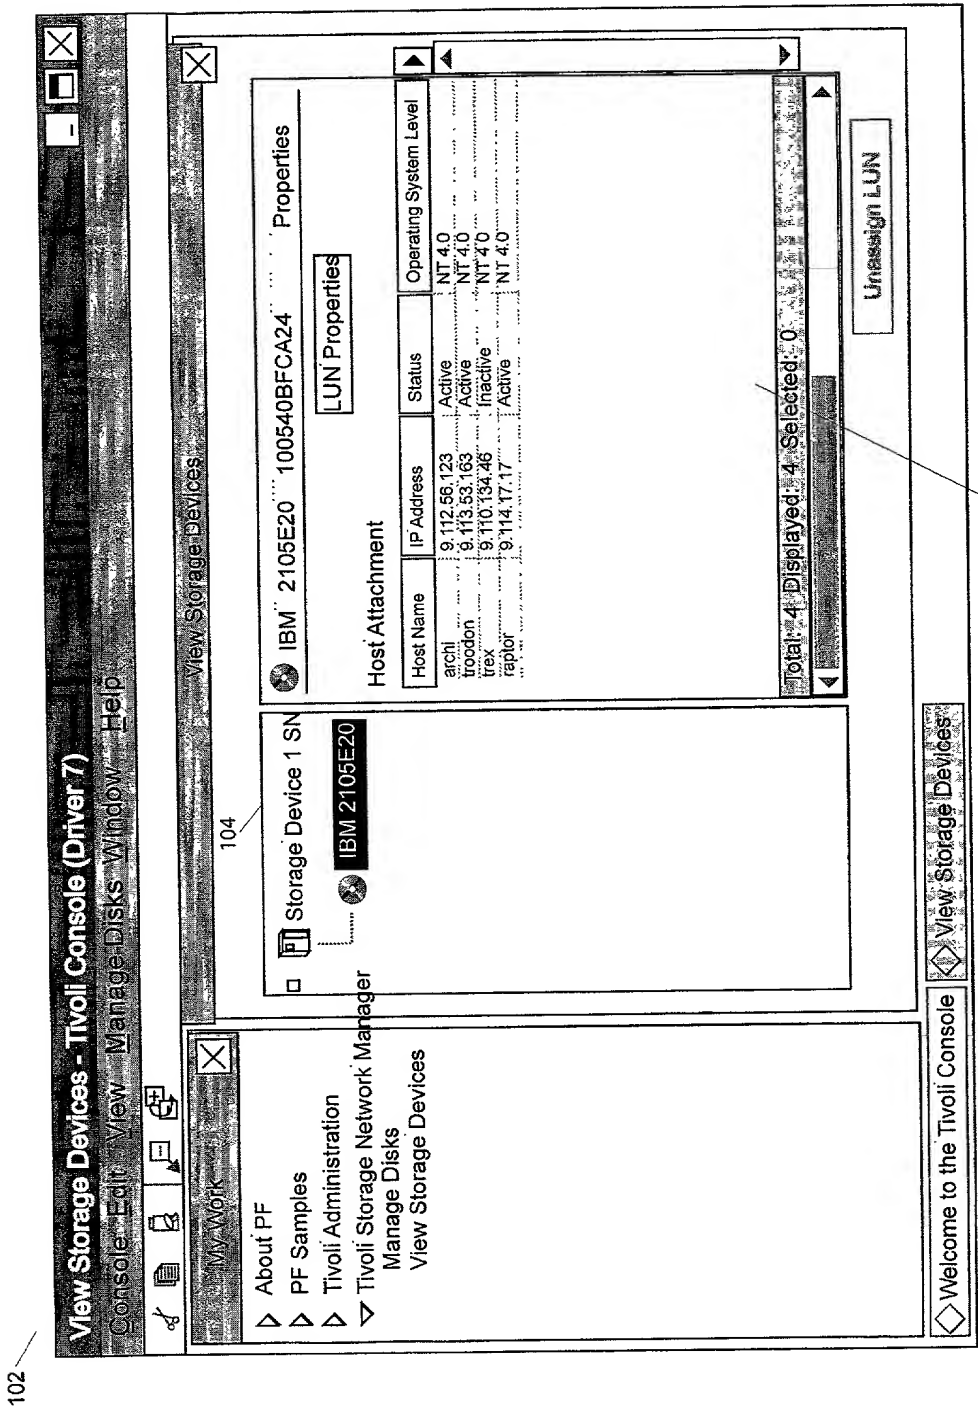 102
View Storage Devices - Tivoli Console (Driver 7)
Console Edit View Manage Disks Window Help
My Work
About PF
PF Samples
Tivoli Administration
Tivoli Storage Network Manager
Manage Disks
View Storage Devices
View Storage Devices
104
Storage Device 1 SN
IBM 2105E20
IBM 2105E20 100540BFCA24 Properties
LUN Properties
Host Attachment
Host Name IP Address Status Operating System Level
archi 9.112.56.123 Active NT 4.0
troodon 9.113.53.163 Active NT 4.0
trex 9.110.134.46 Inactive NT 4.0
raptor 9.114.17.17 Active NT 4.0
Total: 4 Displayed: 4 Selected: 0
Unassign LUN
Welcome to the Tivoli Console
View Storage Devices